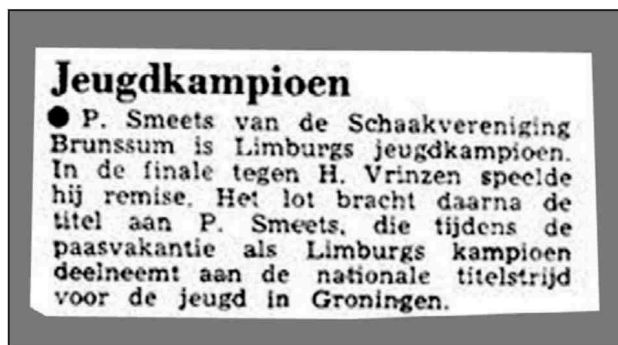 Jeugdkampioen
● P. Smeets van de Schaakvereniging
Brunssum is Limburgs jeugdkampioen.
In de finale tegen H. Vrinzen speelde
hij remise. Het lot bracht daarna de
titel aan P. Smeets, die tijdens de
paasvakantie als Limburgs kampioen
deelneemt aan de nationale titelstrijd
voor de jeugd in Groningen.